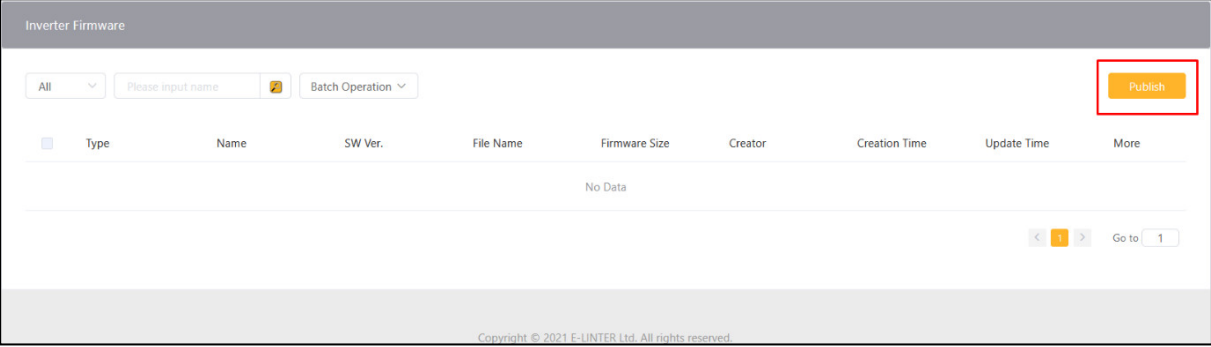 Inverter Firmware
All Please input name Batch Operation Publish
Type Name SW Ver. File Name Firmware Size Creator Creation Time Update Time More
No Data
< 1 > Go to 1
Copyright © 2021 E-LINTER Ltd. All rights reserved.